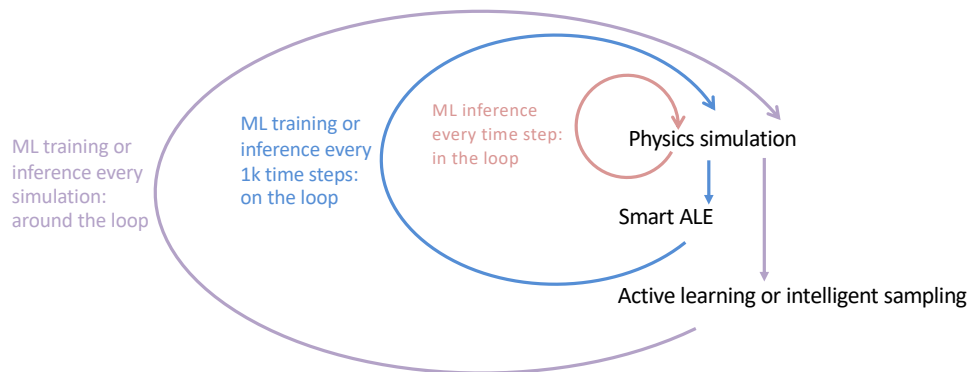 ML training or
inference every
simulation:
around the loop
ML training or
inference every
1k time steps:
on the loop
ML inference
every time step:
in the loop
Physics simulation
Smart ALE
Active learning or intelligent sampling